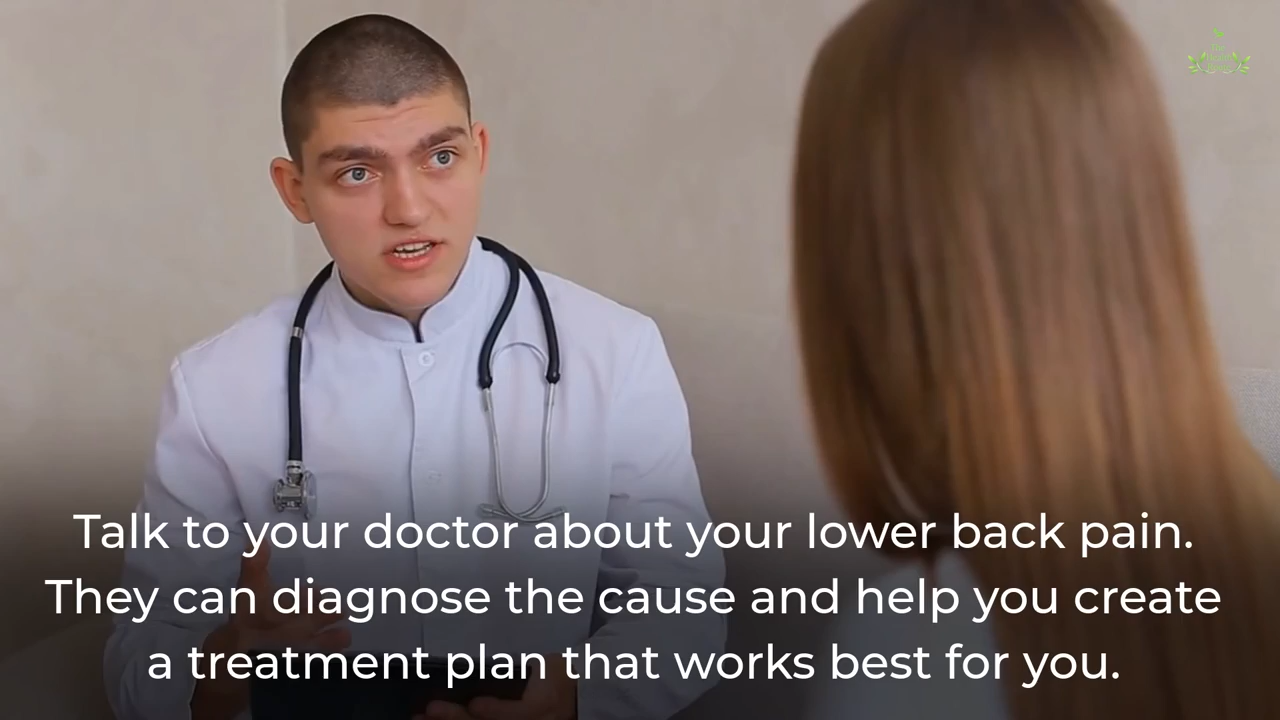 Talk to your doctor about your lower back pain.
They can diagnose the cause and help you create
a treatment plan that works best for you.